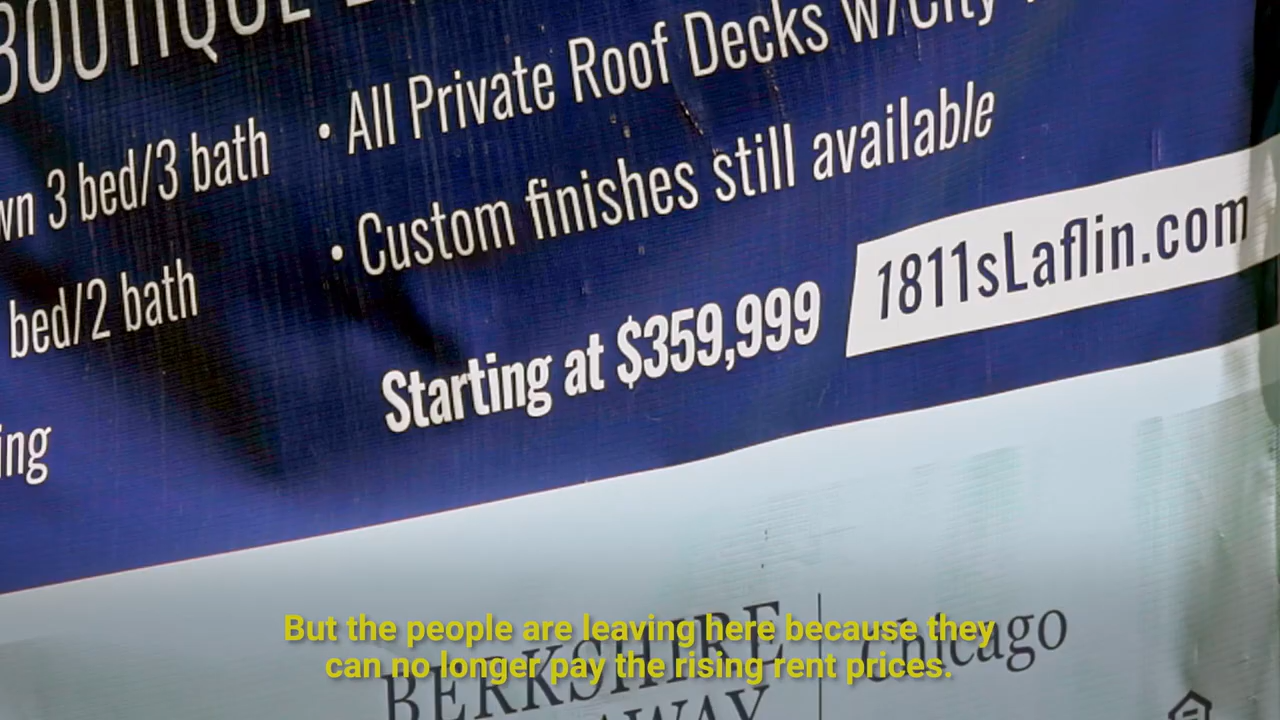 BOUTIQUE
3 bed/3 bath
bed/2 bath
• All Private Roof Decks w/City
• Custom finishes still available
Starting at $359,999
1811sLaflin.com
BERKSHIRE
Chicago
But the people are leaving here because they
can no longer pay the rising rent prices.